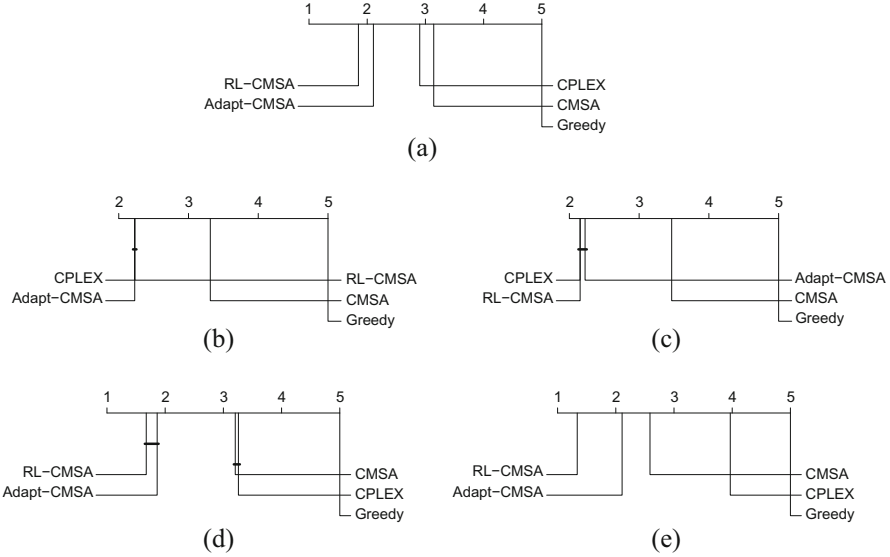 1 2 3 4 5
RL−CMSA CPLEX
Adapt−CMSA CMSA
Greedy
(a)
2 3 4 5
CPLEX RL−CMSA
Adapt−CMSA CMSA
Greedy
(b)
2 3 4 5
CPLEX Adapt−CMSA
RL−CMSA CMSA
Greedy
(c)
1 2 3 4 5
RL−CMSA CMSA
Adapt−CMSA CPLEX
Greedy
(d)
1 2 3 4 5
RL−CMSA CMSA
Adapt−CMSA CPLEX
Greedy
(e)